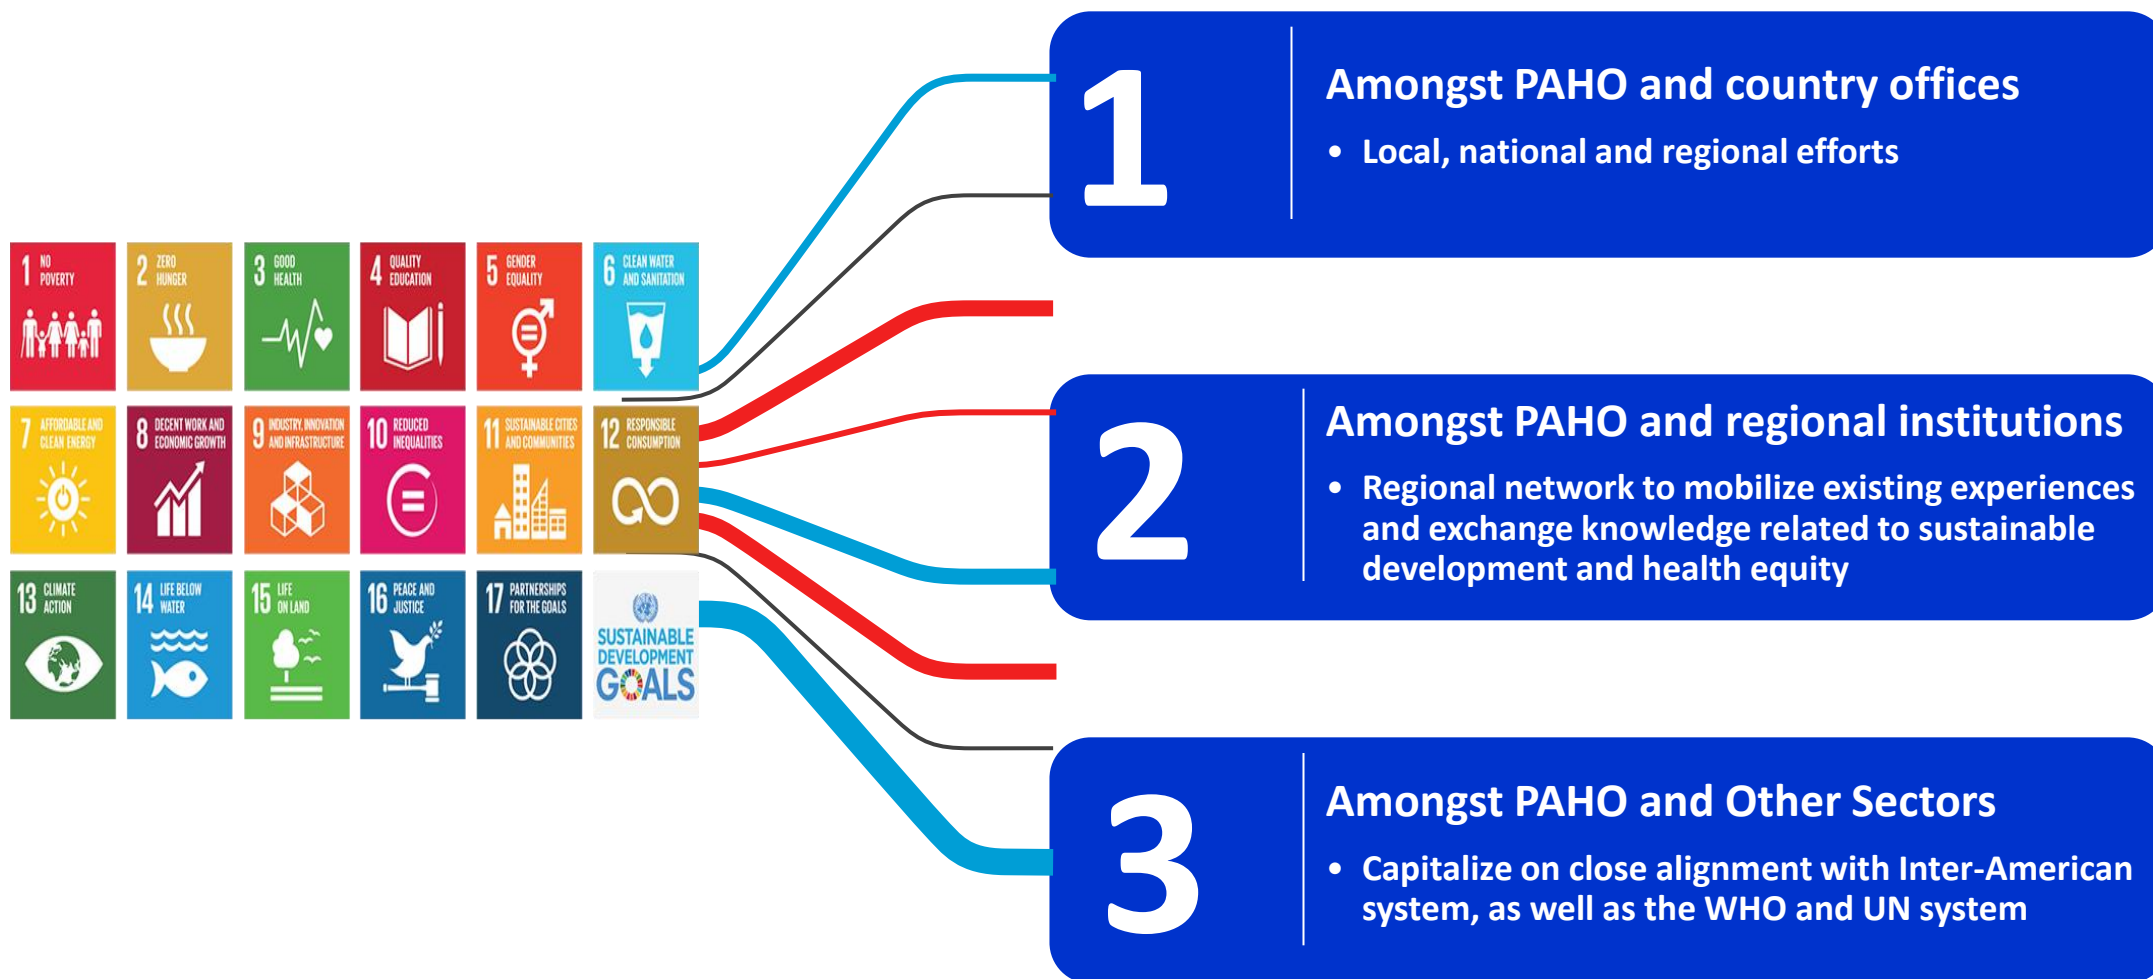 1 NO
POVERTY
2 ZERO
HUNGER
3 GOOD
HEALTH
4 QUALITY
EDUCATION
5 GENDER
EQUALITY
6 CLEAN WATER
AND SANITATION
7 AFFORDABLE AND
CLEAN ENERGY
8 DECENT WORK AND
ECONOMIC GROWTH
9 INDUSTRY, INNOVATION
AND INFRASTRUCTURE
10 REDUCED
INEQUALITIES
11 SUSTAINABLE CITIES
AND COMMUNITIES
12 RESPONSIBLE
CONSUMPTION
13 CLIMATE
ACTION
14 LIFE BELOW
WATER
15 LIFE
ON LAND
16 PEACE AND
JUSTICE
17 PARTNERSHIPS
FOR THE GOALS
SUSTAINABLE
DEVELOPMENT
GOALS
1
Amongst PAHO and country offices
• Local, national and regional efforts
2
Amongst PAHO and regional institutions
• Regional network to mobilize existing experiences
and exchange knowledge related to sustainable
development and health equity
3
Amongst PAHO and Other Sectors
• Capitalize on close alignment with Inter-American
system, as well as the WHO and UN system